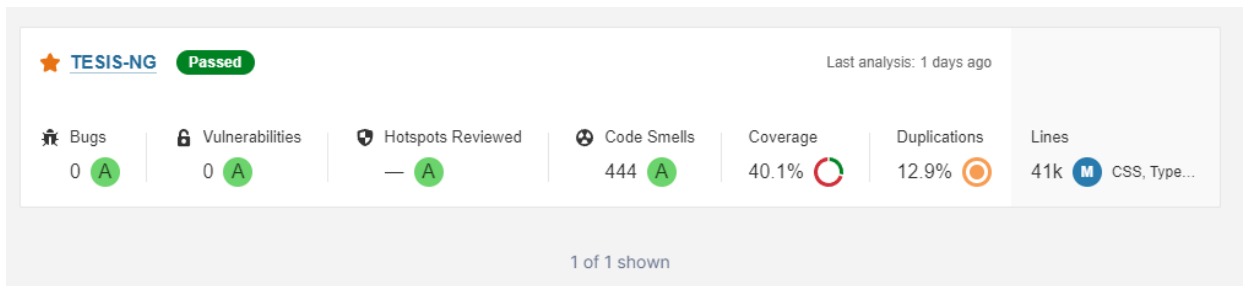 TESIS-NG Passed Last analysis: 1 days ago
Bugs Vulnerabilities Hotspots Reviewed Code Smells Coverage Duplications Lines
0 A 0 A — A 444 A 40.1% 12.9% 41k M CSS, Type...
1 of 1 shown